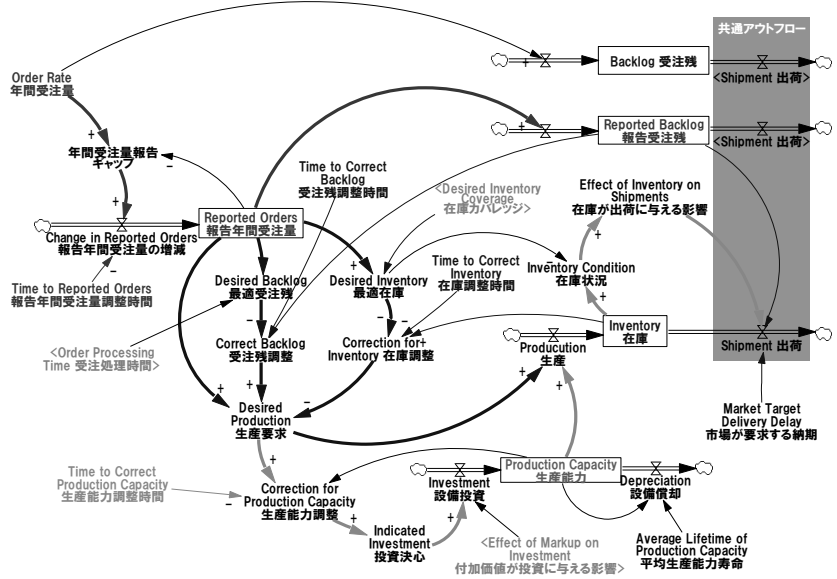 共通アウトフロー
Backlog 受注残
<Shipment 出荷>
Order Rate
年間受注量
Reported Backlog
報告受注残
<Shipment 出荷>
年間受注量報告
キャップ
Time to Correct
Backlog
受注残調整時間
<Desired Inventory
Coverage
在庫カバレッジ>
Effect of Inventory on
Shipments
在庫が出荷に与える影響
Reported Orders
報告年間受注量
Change in Reported Orders
報告年間受注量の増減
Time to Reported Orders
報告年間受注量調整時間
Desired Backlog
最適受注残
Desired Inventory
最適在庫
Time to Correct
Inventory
在庫調整時間
Inventory Condition
在庫状況
<Order Processing
Time 受注処理時間>
Correct Backlog
受注残調整
Correction for
Inventory 在庫調整
Producution
生産
Inventory
在庫
Shipment 出荷
Desired
Production
生産要求
Market Target
Delivery Delay
市場が要求する納期
Time to Correct
Production Capacity
生産能力調整時間
Correction for
Production Capacity
生産能力調整
Investment
設備投資
Production Capacity
生産能力
Depreciation
設備償却
Indicated
Investment
投資決心
<Effect of Markup on
Investment
付加価値が投資に与える影響>
Average Lifetime of
Production Capacity
平均生産能力寿命